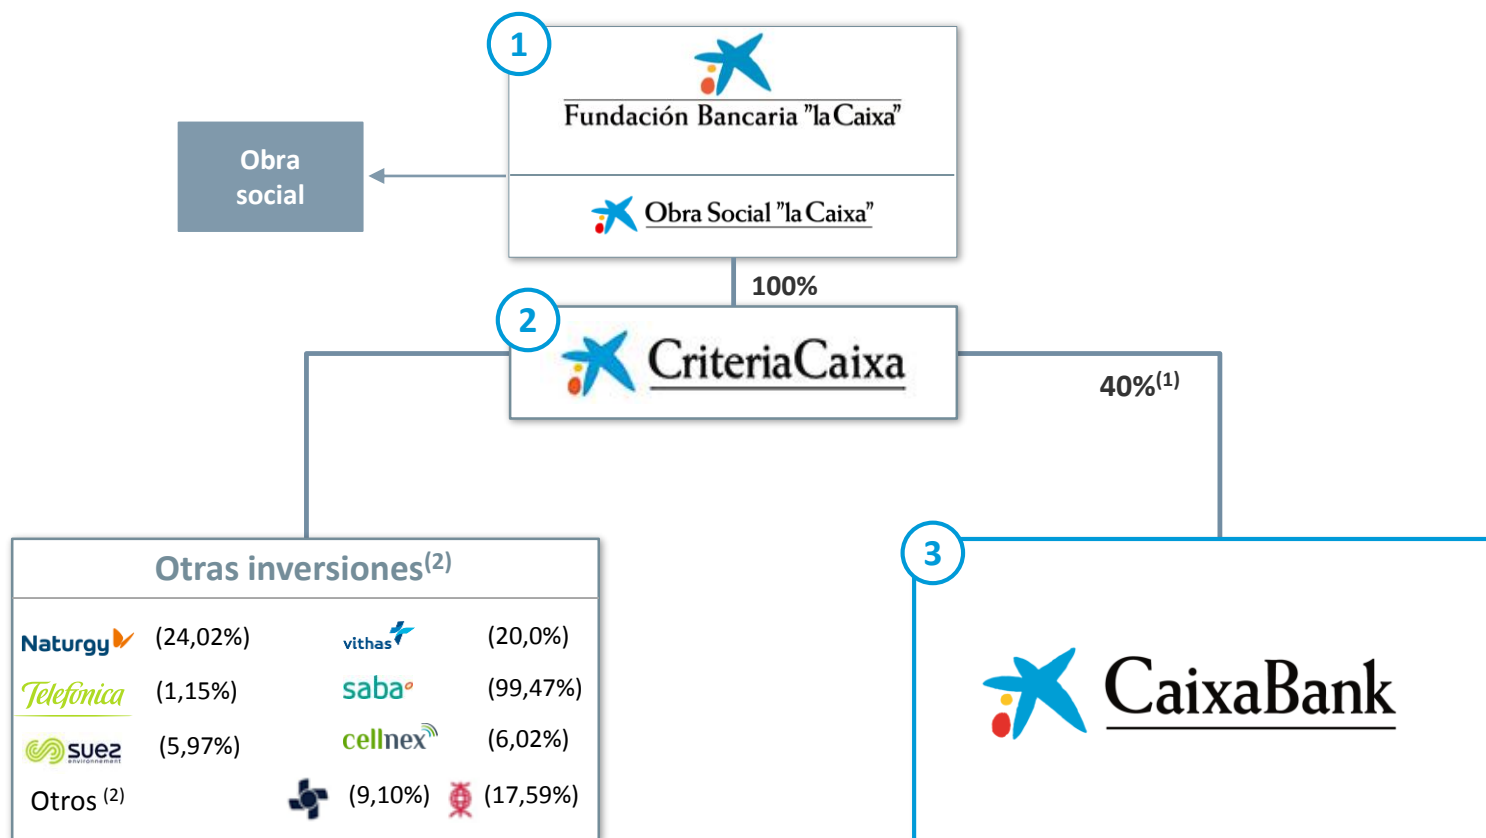 1
Fundación Bancaria "la Caixa"
Obra
social
Obra Social "la Caixa"
100%
2
CriteriaCaixa
40%(1)
Otras inversiones(2)
Naturgy (24,02%) vithas (20,0%)
Telefónica (1,15%) saba (99,47%)
suez (5,97%) cellnex (6,02%)
environnement
Otros (2) (9,10%) (17,59%)
3
CaixaBank